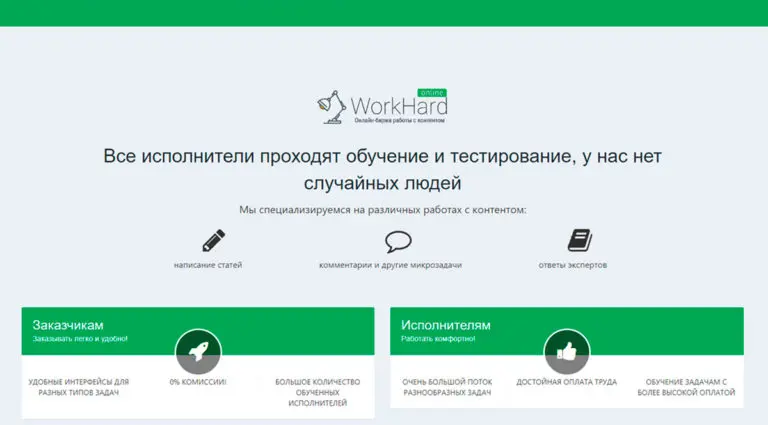 online
WorkHard
Онлайн-биржа работы с контентом
Все исполнители проходят обучение и тестирование, у нас нет
случайных людей
Мы специализируемся на различных работах с контентом:
написание статей
комментарии и другие микрозадачи
ответы экспертов
Заказчикам
Заказывать легко и удобно!
УДОБНЫЕ ИНТЕРФЕЙСЫ ДЛЯ
РАЗНЫХ ТИПОВ ЗАДАЧ
0% КОМИССИИ!
БОЛЬШОЕ КОЛИЧЕСТВО
ОБУЧЕННЫХ
ИСПОЛНИТЕЛЕЙ
Исполнителям
Работать комфортно!
ОЧЕНЬ БОЛЬШОЙ ПОТОК
РАЗНООБРАЗНЫХ ЗАДАЧ
ДОСТОЙНАЯ ОПЛАТА ТРУДА
ОБУЧЕНИЕ ЗАДАЧАМ С
БОЛЕЕ ВЫСОКОЙ ОПЛАТОЙ